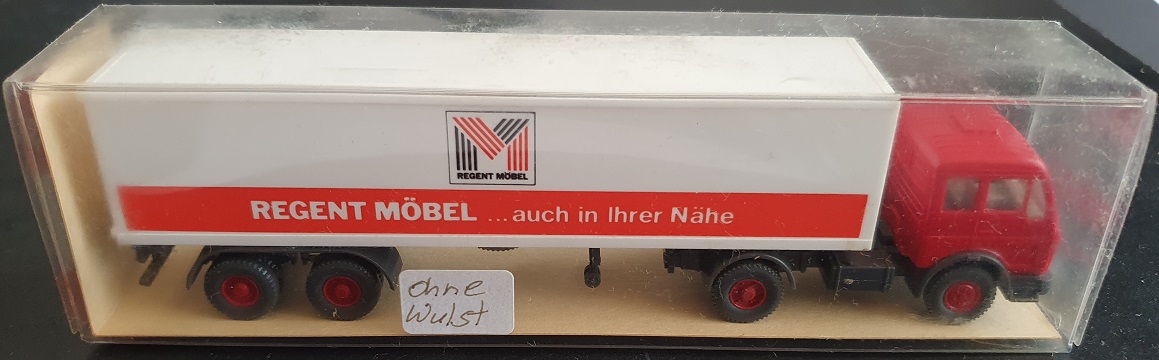 REGENT MÖBEL
REGENT MÖBEL ...auch in Ihrer Nähe
ohne
Wulst